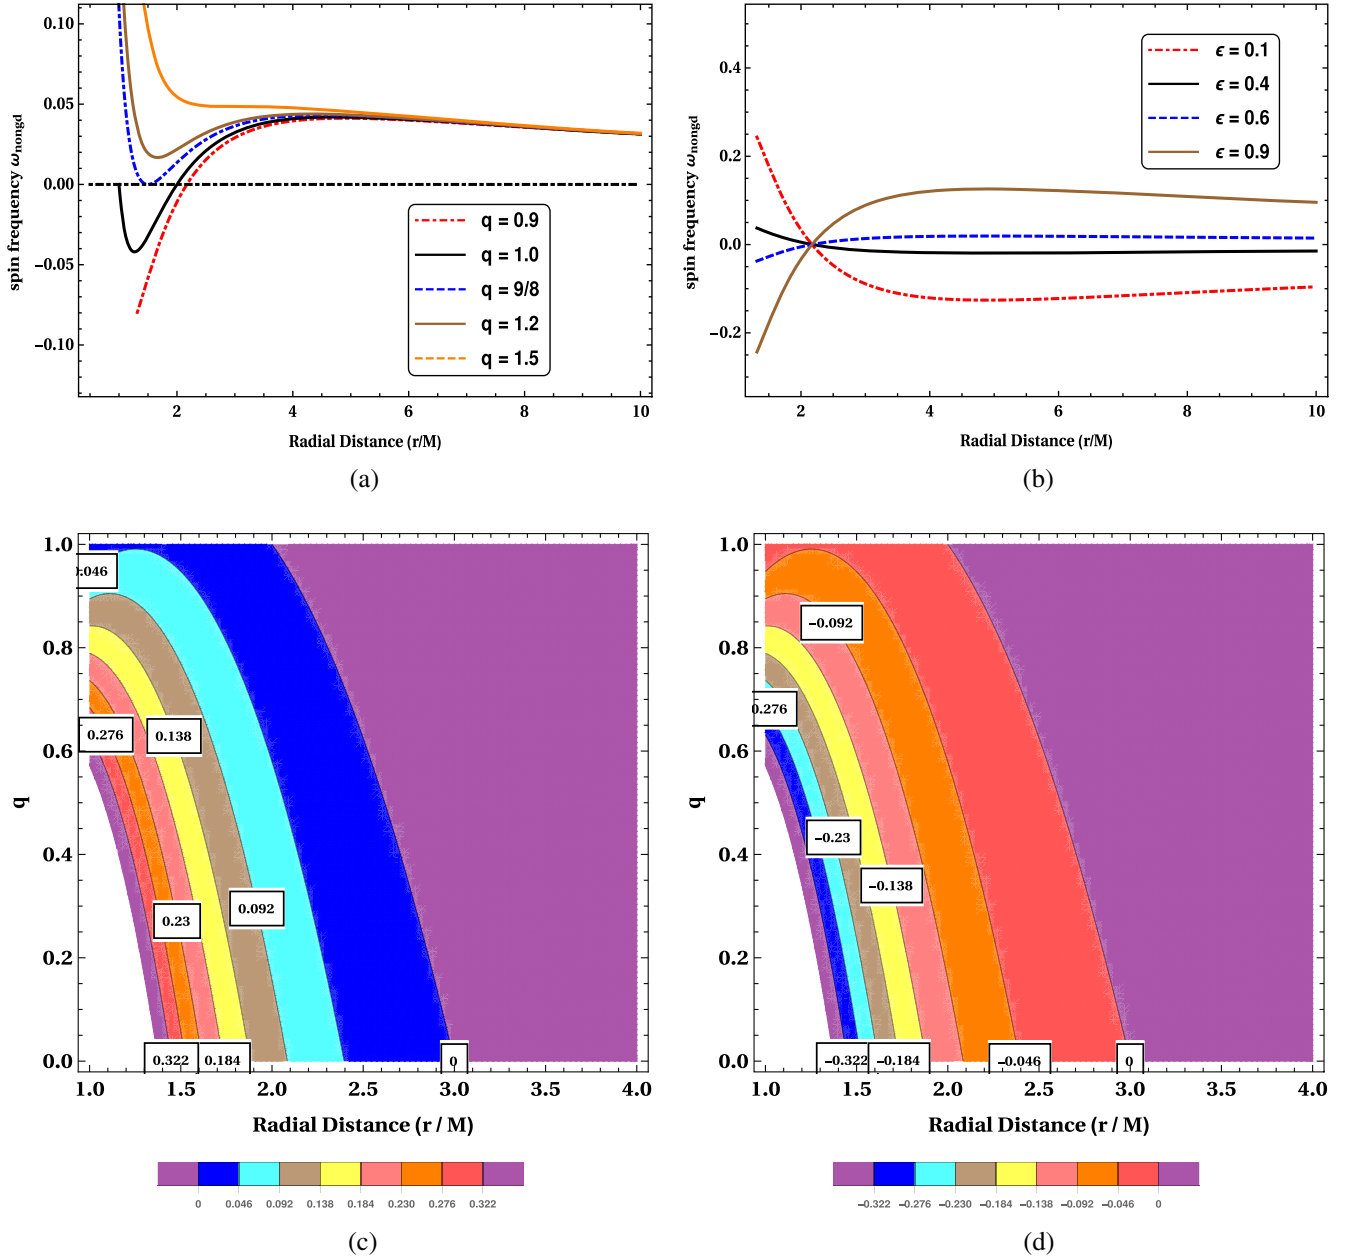 0.10
0.05
0.00
−0.05
−0.10
spin frequency ω_nongd
q = 0.9
q = 1.0
q = 9/8
q = 1.2
q = 1.5
2 4 6 8 10
Radial Distance (r/M)
(a)
0.4
0.2
0.0
−0.2
spin frequency ω_nongd
ϵ = 0.1
ϵ = 0.4
ϵ = 0.6
ϵ = 0.9
2 4 6 8 10
Radial Distance (r/M)
(b)
1.0
0.8
0.6
0.4
0.2
0.0
q
.046
0.276
0.138
0.23
0.092
0.322
0.184
0
1.0 1.5 2.0 2.5 3.0 3.5 4.0
Radial Distance (r / M)
0 0.046 0.092 0.138 0.184 0.230 0.276 0.322
(c)
1.0
0.8
0.6
0.4
0.2
0.0
q
−0.092
0.276
−0.23
−0.138
−0.322
−0.184
−0.046
0
1.0 1.5 2.0 2.5 3.0 3.5 4.0
Radial Distance (r / M)
−0.322 −0.276 −0.230 −0.184 −0.138 −0.092 −0.046 0
(d)